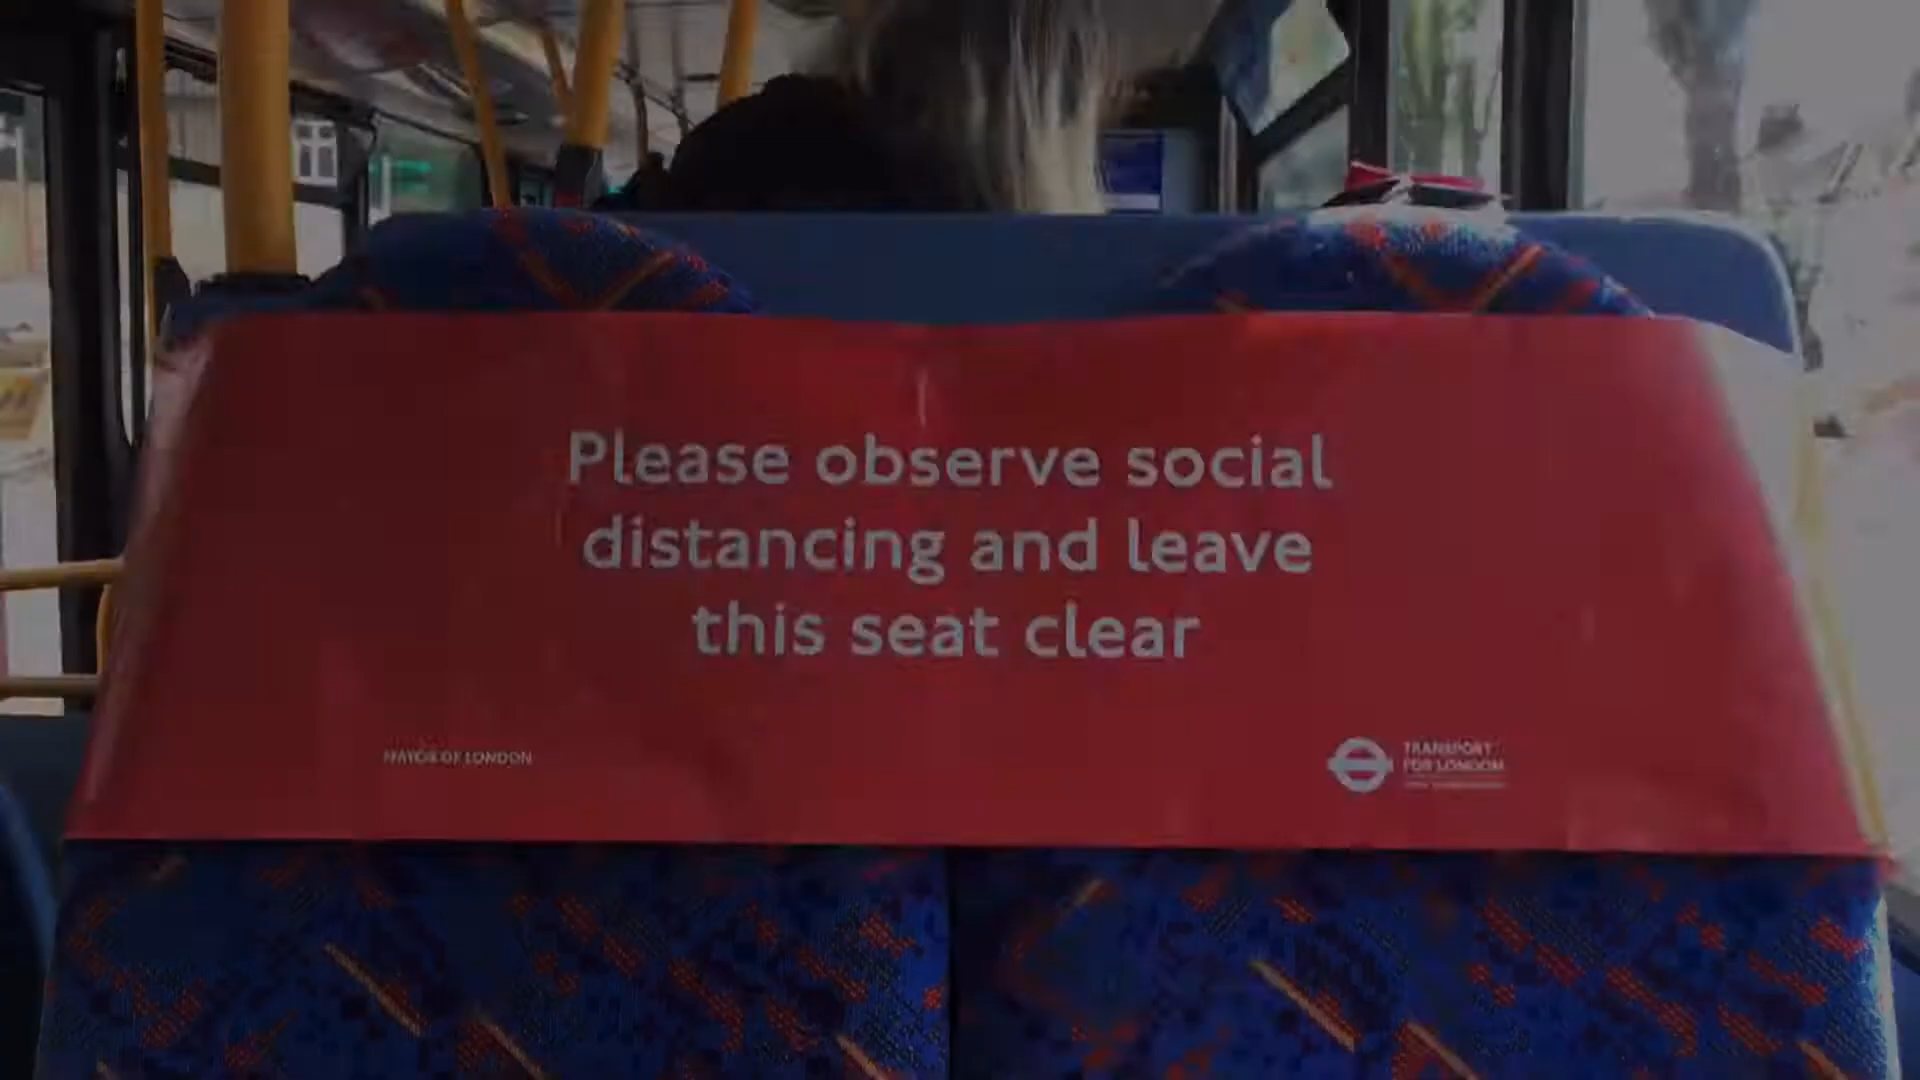 Please observe social
distancing and leave
this seat clear
MAYOR OF LONDON
TRANSPORT
FOR LONDON